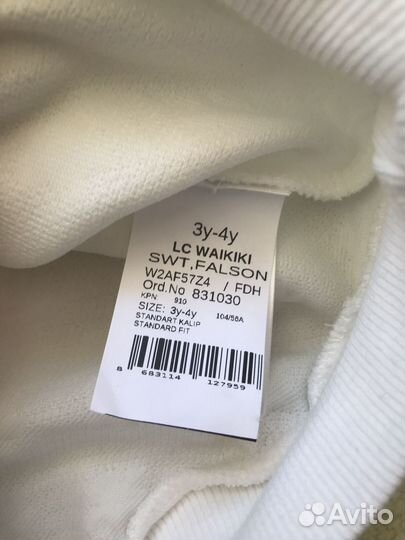 3y-4y
LC WAIKIKI
SWT,FALSON
W2AF57Z4 / FDH
Ord.No 831030
KPN: 910
SIZE: 3y-4y 104/56A
STANDART KALIP
STANDARD FIT
8 683114 127959
Avito